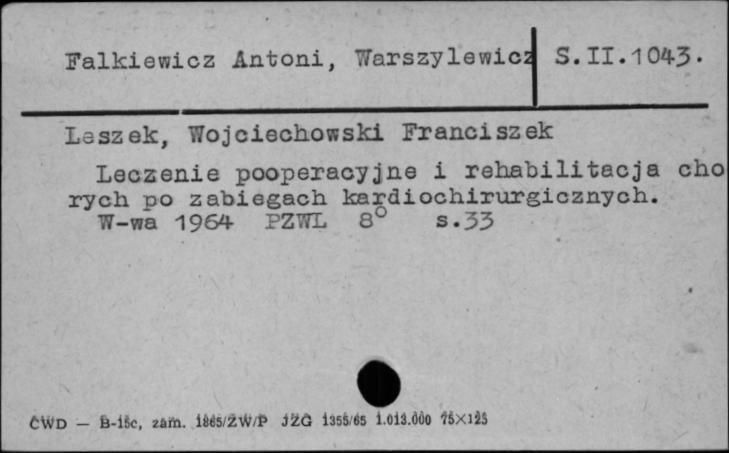 Falkiewicz Antoni, Warszylewicz S.II.1043.
Leszek, Wojciechowski Franciszek
Leczenie pooperacyjne i rehabilitacja cho
rych po zabiegach kardiochirurgicznych.
W-wa 1964 PZWL 8° s.33
CWD — B-15c, zam. 1865/ZW/P JZG 1355/65 1.013.000 75×125